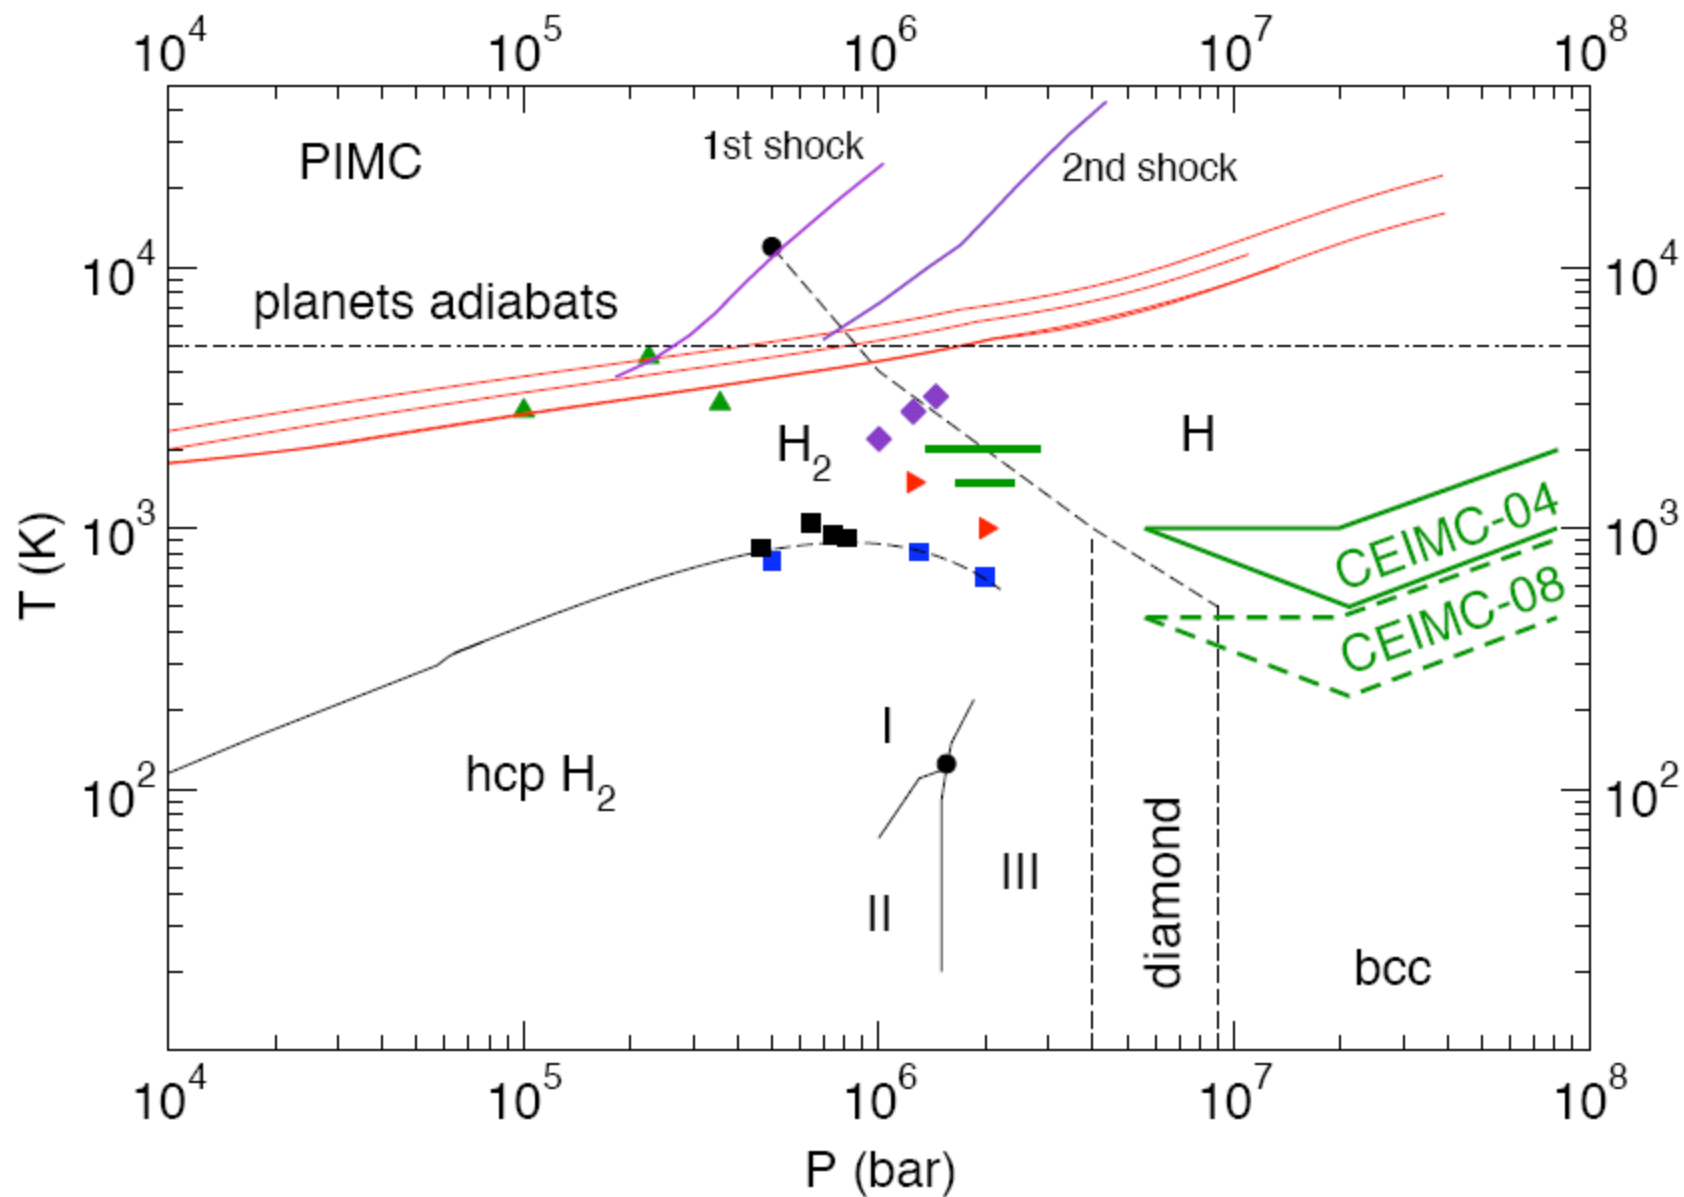 10^4 10^5 10^6 10^7 10^8
1st shock
PIMC
2nd shock
10^4 10^4
planets adiabats
H_2
H
10^3 10^3
CEIMC-04
CEIMC-08
T (K)
I
hcp H_2
10^2 10^2
III
II
diamond
bcc
10^4 10^5 10^6 10^7 10^8
P (bar)